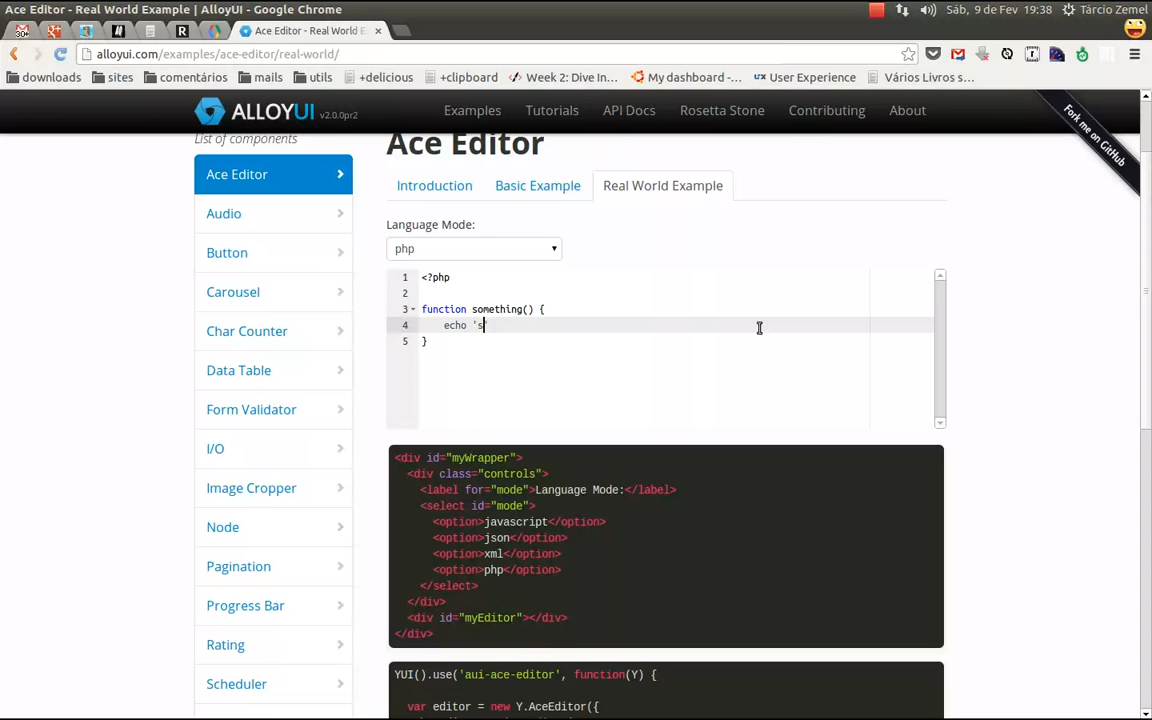 Ace Editor - Real World Example | AlloyUI - Google Chrome
Sáb, 9 de Fev 19:38
Tárcio Zemel
30+
R
Ace Editor - Real World E
alloyui.com/examples/ace-editor/real-world/
downloads
sites
comentários
mails
utils
+delicious
+clipboard
Week 2: Dive In...
My dashboard -...
UX User Experience
Vários Livros s...
ALLOYUI v2.0.0pr2
Examples
Tutorials
API Docs
Rosetta Stone
Contributing
About
Fork me on GitHub
List of components
Ace Editor
Audio
Button
Carousel
Char Counter
Data Table
Form Validator
I/O
Image Cropper
Node
Pagination
Progress Bar
Rating
Scheduler
Ace Editor
Introduction
Basic Example
Real World Example
Language Mode:
php
1 <?php
2
3 function something() {
4 echo 's'
5 }
<div id="myWrapper">
<div class="controls">
<label for="mode">Language Mode:</label>
<select id="mode">
<option>javascript</option>
<option>json</option>
<option>xml</option>
<option>php</option>
</select>
</div>
<div id="myEditor"></div>
</div>
YUI().use('aui-ace-editor', function(Y) {
var editor = new Y.AceEditor({